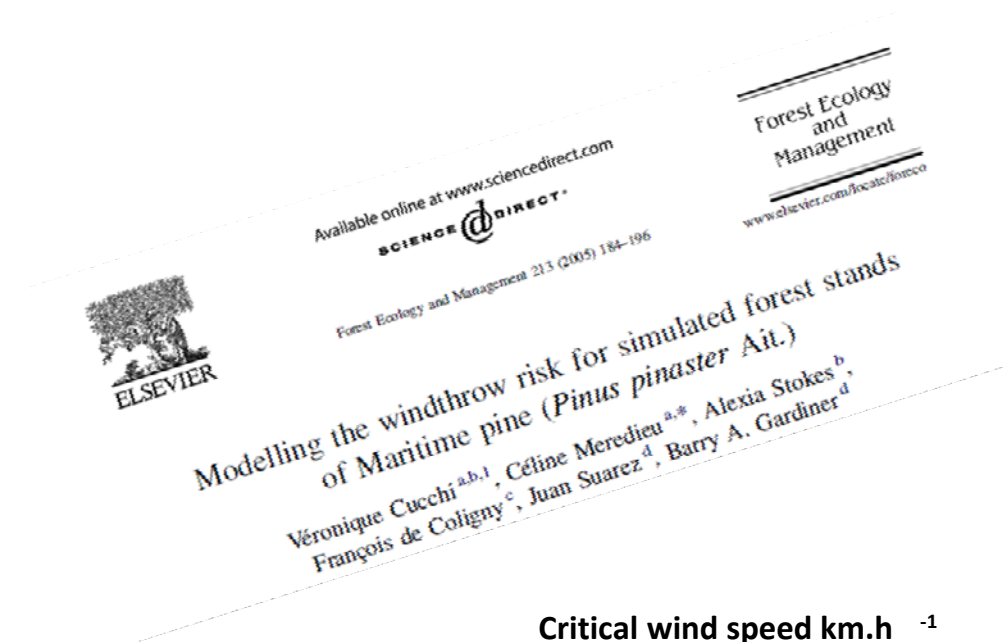 Available online at www.sciencedirect.com
SCIENCE @ DIRECT®
Forest Ecology and Management 213 (2005) 184–196
Forest Ecology
and
Management
www.elsevier.com/locate/foreco
ELSEVIER
Modelling the windthrow risk for simulated forest stands
of Maritime pine (Pinus pinaster Ait.)
Véronique Cucchi a,b,1, Céline Meredieu a,*, Alexia Stokes b,
François de Coligny c, Juan Suarez d, Barry A. Gardiner d
Critical wind speed km.h -1